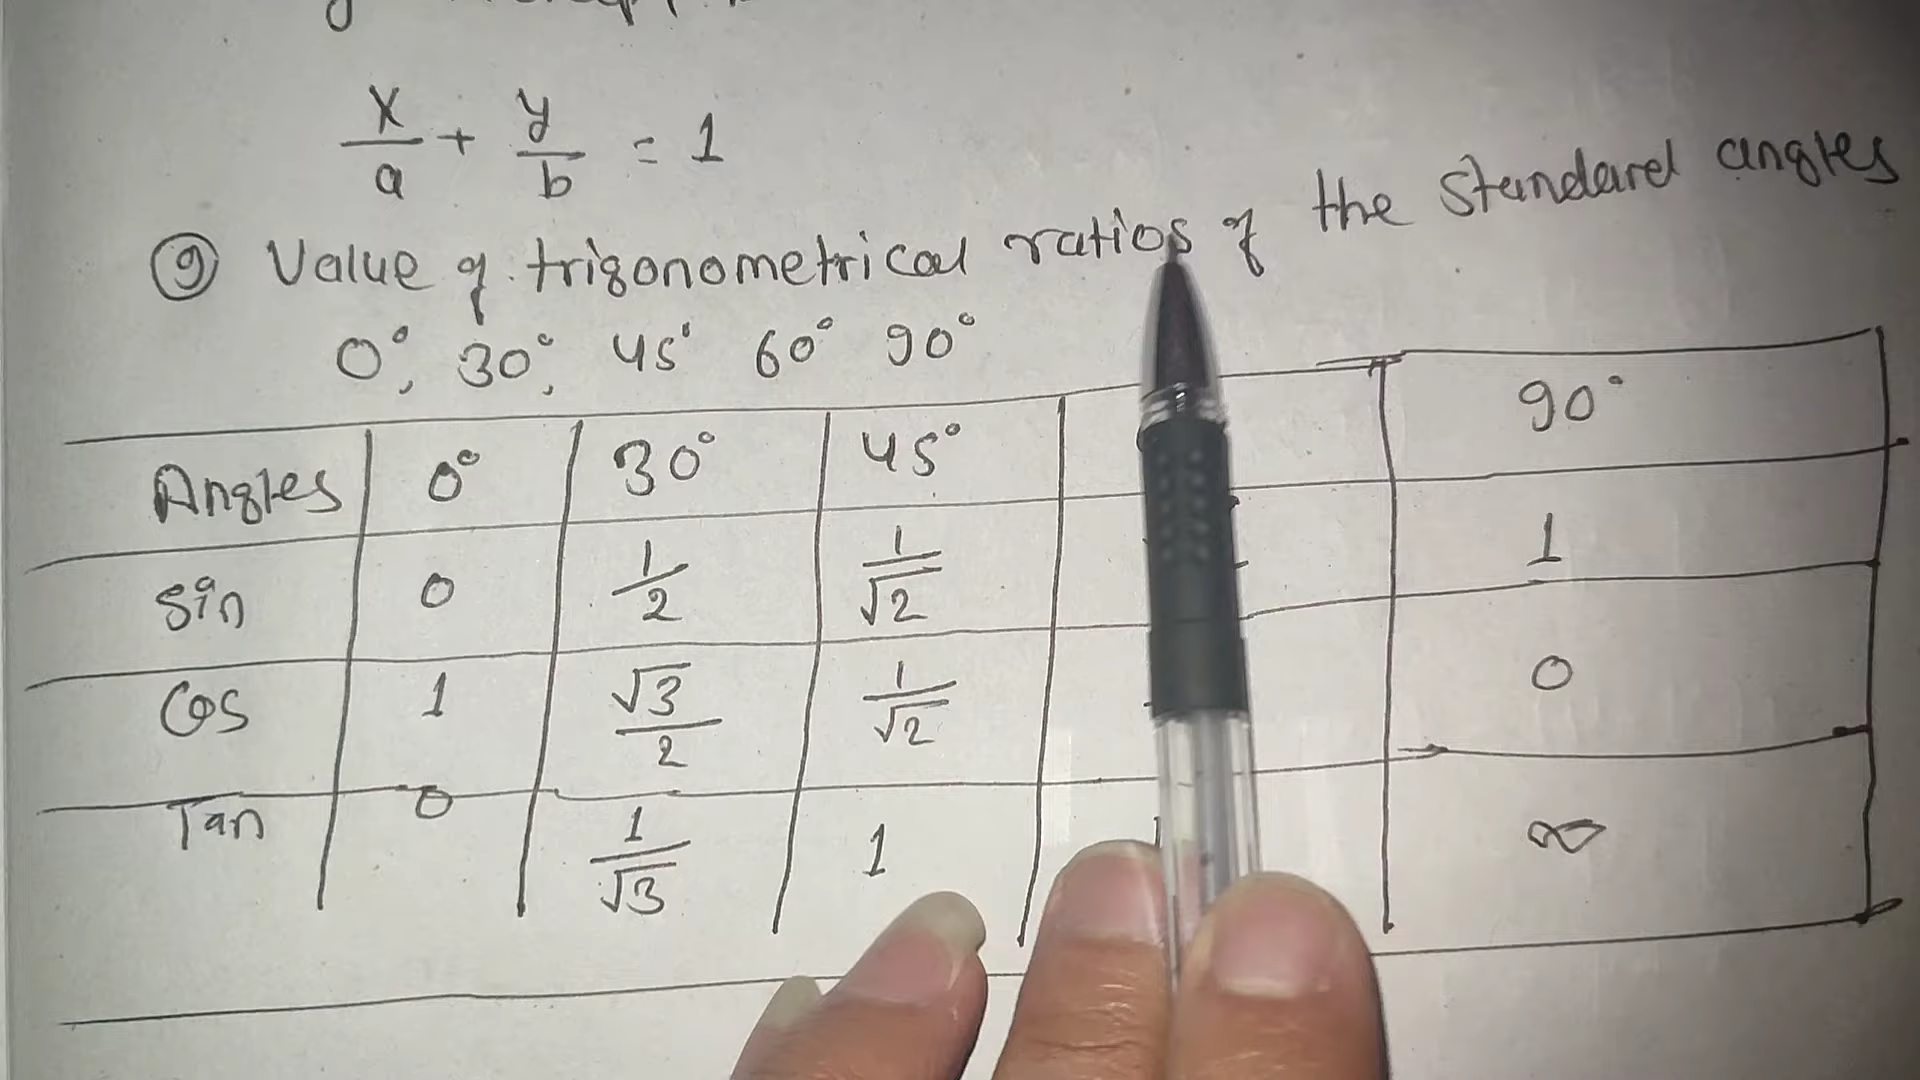 x/a + y/b = 1
⑨ Value of trigonometrical ratios of the standard angles
0°, 30°, 45° 60° 90°
Angles 0° 30° 45° 90°
Sin 0 1/2 1/√2 1
Cos 1 √3/2 1/√2 0
Tan 0 1/√3 1 ∞